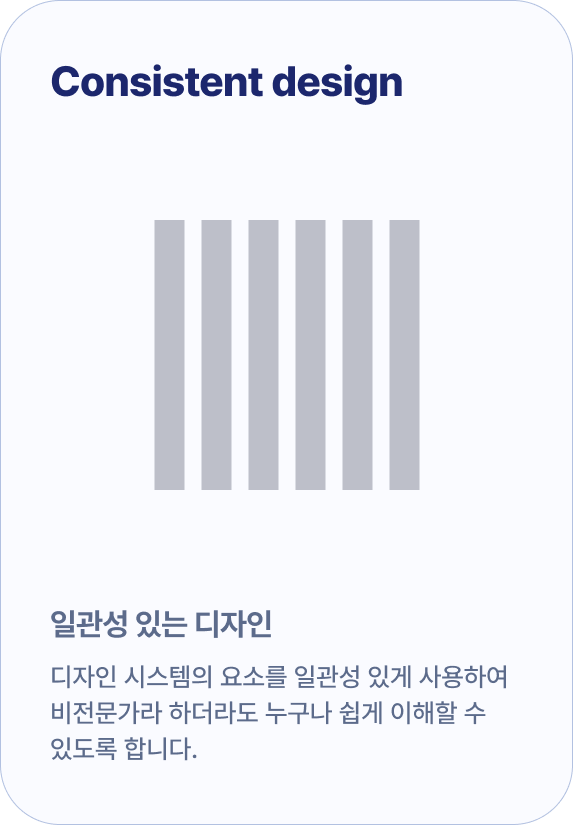 Consistent design
일관성 있는 디자인
디자인 시스템의 요소를 일관성 있게 사용하여
비전문가라 하더라도 누구나 쉽게 이해할 수
있도록 합니다.